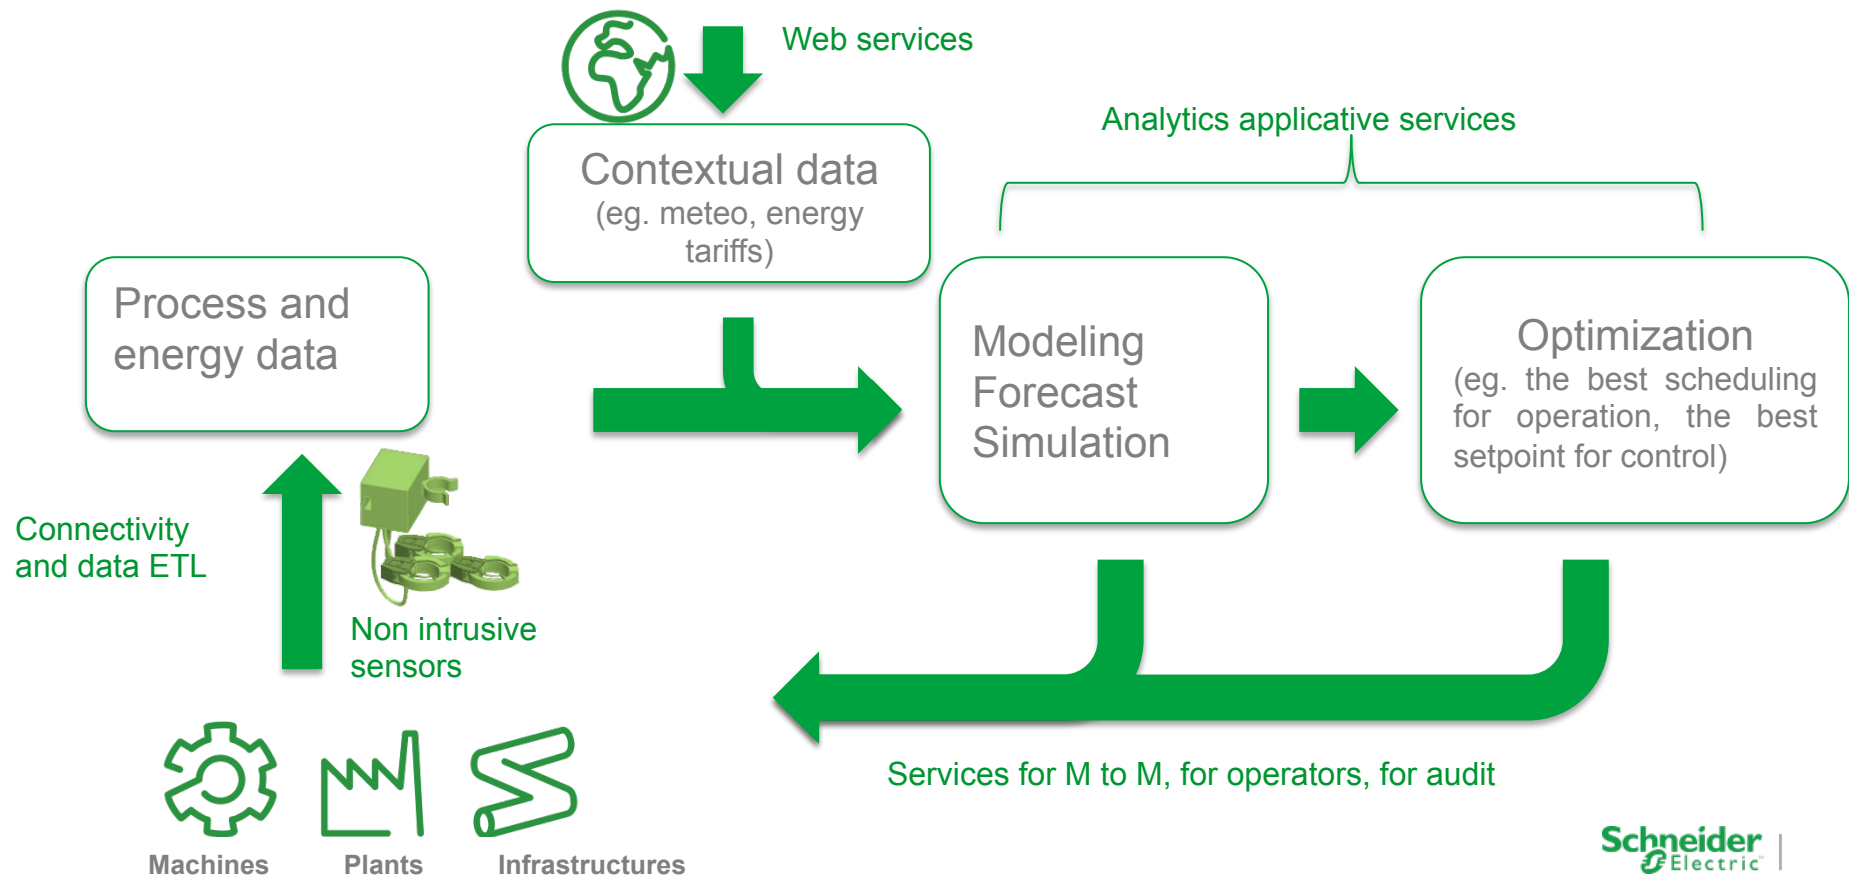 Web services
Analytics applicative services
Contextual data
(eg. meteo, energy
tariffs)
Process and
energy data
Modeling
Forecast
Simulation
Optimization
(eg. the best scheduling
for operation, the best
setpoint for control)
Connectivity
and data ETL
Non intrusive
sensors
Services for M to M, for operators, for audit
Machines
Plants
Infrastructures
Schneider
Electric